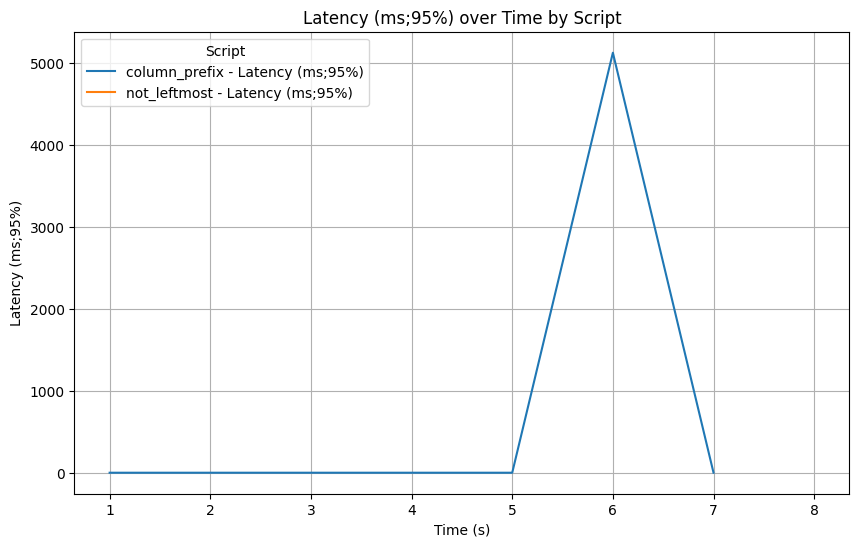 Latency (ms;95%) over Time by Script
Script
column_prefix - Latency (ms;95%)
not_leftmost - Latency (ms;95%)
Latency (ms;95%)
5000
4000
3000
2000
1000
0
1 2 3 4 5 6 7 8
Time (s)